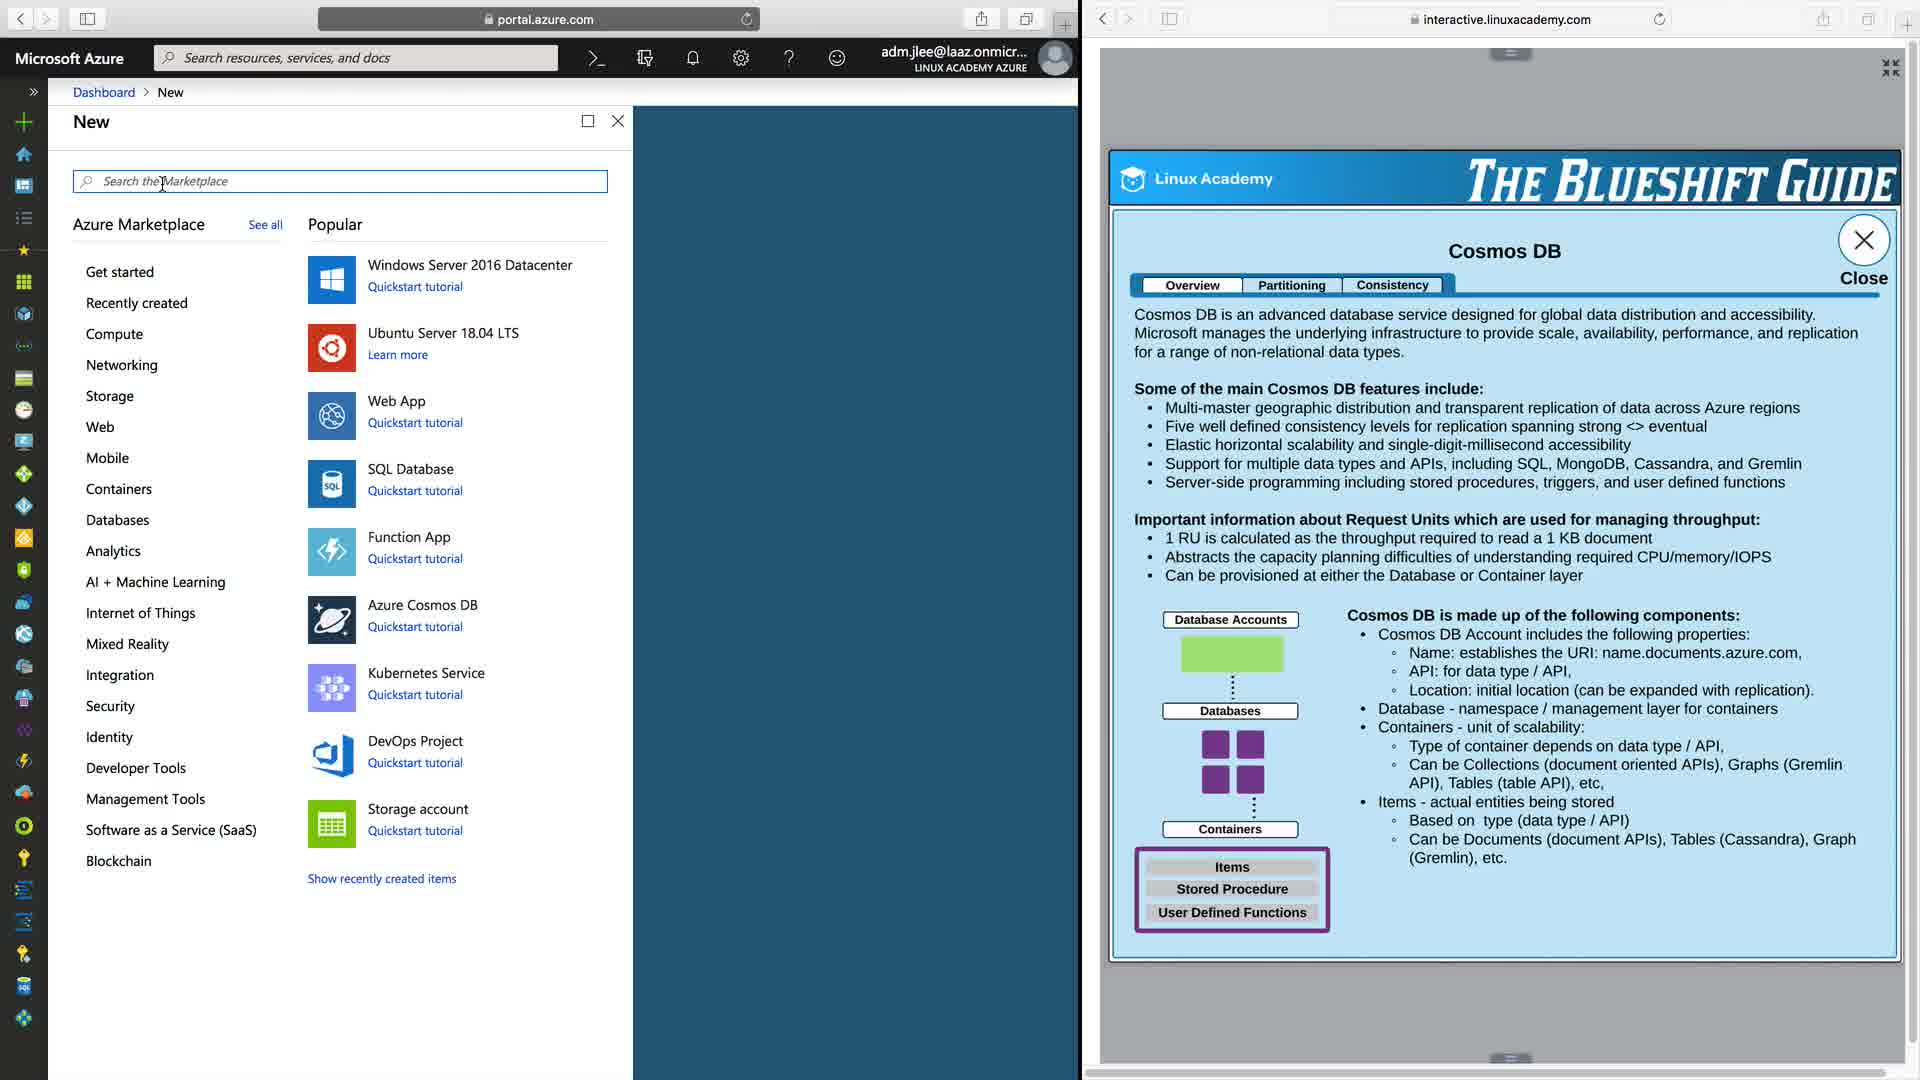 portal.azure.com
Microsoft Azure
Search resources, services, and docs
adm.jlee@laaz.onmicr...
LINUX ACADEMY AZURE
Dashboard > New
New
Search the Marketplace
Azure Marketplace
See all
Get started
Recently created
Compute
Networking
Storage
Web
Mobile
Containers
Databases
Analytics
AI + Machine Learning
Internet of Things
Mixed Reality
Integration
Security
Identity
Developer Tools
Management Tools
Software as a Service (SaaS)
Blockchain
Popular
Windows Server 2016 Datacenter
Quickstart tutorial
Ubuntu Server 18.04 LTS
Learn more
Web App
Quickstart tutorial
SQL Database
Quickstart tutorial
SQL
Function App
Quickstart tutorial
Azure Cosmos DB
Quickstart tutorial
Kubernetes Service
Quickstart tutorial
DevOps Project
Quickstart tutorial
Storage account
Quickstart tutorial
Show recently created items
interactive.linuxacademy.com
Linux Academy
THE BLUESHIFT GUIDE
Cosmos DB
Close
Overview
Partitioning
Consistency
Cosmos DB is an advanced database service designed for global data distribution and accessibility.
Microsoft manages the underlying infrastructure to provide scale, availability, performance, and replication
for a range of non-relational data types.
Some of the main Cosmos DB features include:
• Multi-master geographic distribution and transparent replication of data across Azure regions
• Five well defined consistency levels for replication spanning strong <> eventual
• Elastic horizontal scalability and single-digit-millisecond accessibility
• Support for multiple data types and APIs, including SQL, MongoDB, Cassandra, and Gremlin
• Server-side programming including stored procedures, triggers, and user defined functions
Important information about Request Units which are used for managing throughput:
• 1 RU is calculated as the throughput required to read a 1 KB document
• Abstracts the capacity planning difficulties of understanding required CPU/memory/IOPS
• Can be provisioned at either the Database or Container layer
Database Accounts
Databases
Containers
Items
Stored Procedure
User Defined Functions
Cosmos DB is made up of the following components:
• Cosmos DB Account includes the following properties:
◦ Name: establishes the URI: name.documents.azure.com,
◦ API: for data type / API,
◦ Location: initial location (can be expanded with replication).
• Database - namespace / management layer for containers
• Containers - unit of scalability:
◦ Type of container depends on data type / API,
◦ Can be Collections (document oriented APIs), Graphs (Gremlin
API), Tables (table API), etc,
• Items - actual entities being stored
◦ Based on type (data type / API)
◦ Can be Documents (document APIs), Tables (Cassandra), Graph
(Gremlin), etc.